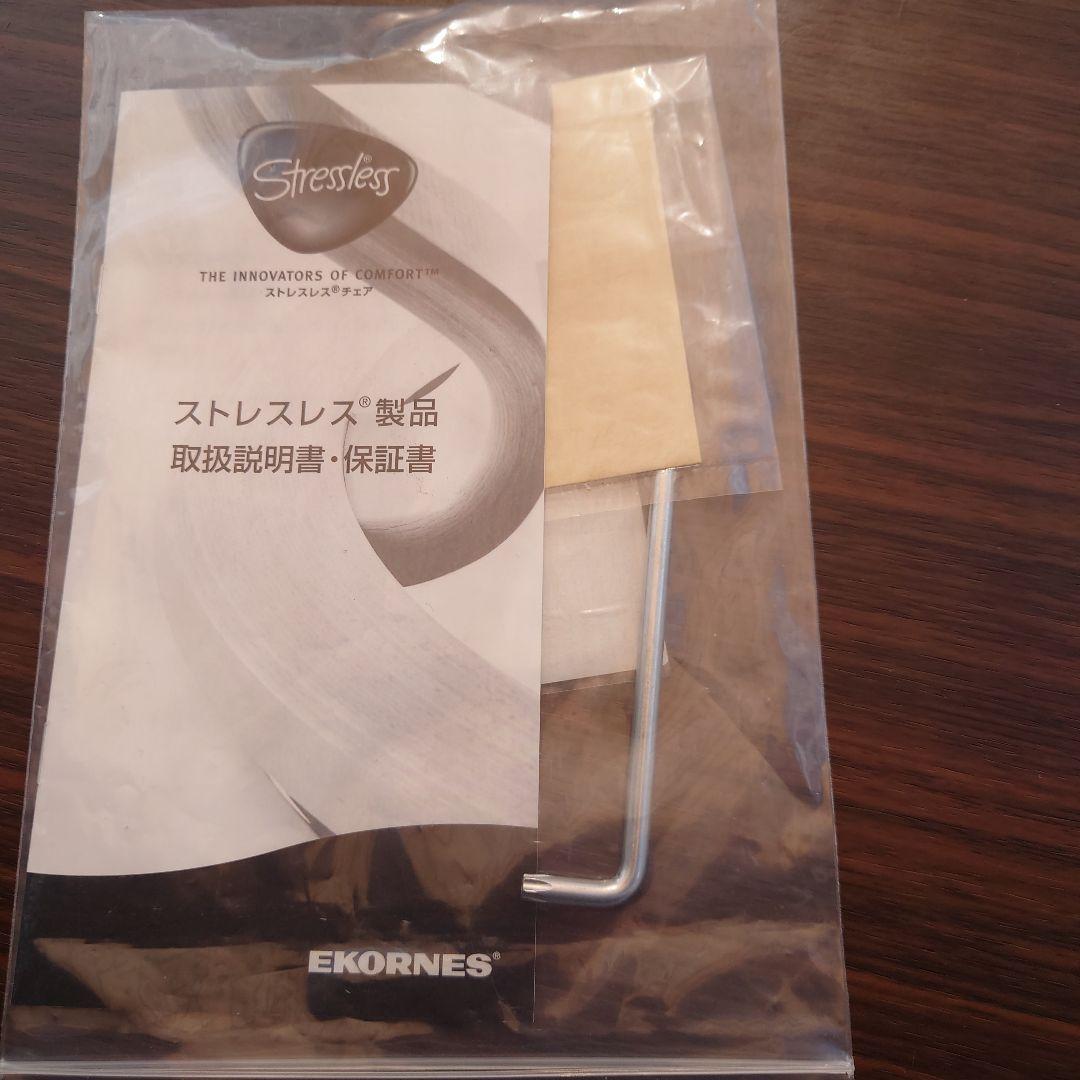 Stressless®
THE INNOVATORS OF COMFORT™
ストレスレス®チェア
ストレスレス®製品
取扱説明書・保証書
EKORNES®